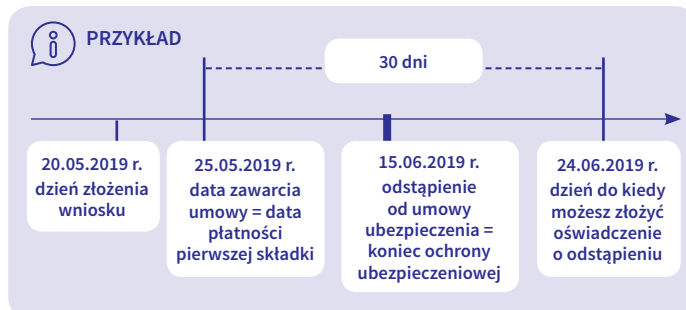 PRZYKŁAD
30 dni
20.05.2019 r.
dzień złożenia
wniosku
25.05.2019 r.
data zawarcia
umowy = data
płatności
pierwszej składki
15.06.2019 r.
odstąpienie
od umowy
ubezpieczenia =
koniec ochrony
ubezpieczeniowej
24.06.2019 r.
dzień do kiedy
możesz złożyć
oświadczenie
o odstąpieniu